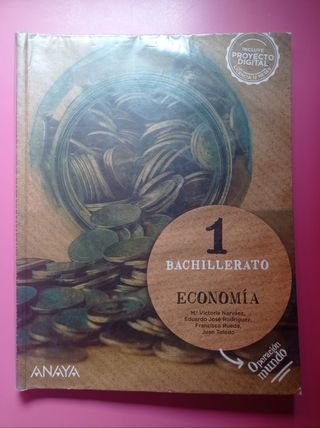 INCLUYE
PROYECTO
DIGITAL
1
BACHILLERATO
ECONOMÍA
Mª Victoria Narváez,
Eduardo José Rodríguez,
Francisco Rueda,
Juan Toledo
Operación
mundo
ANAYA